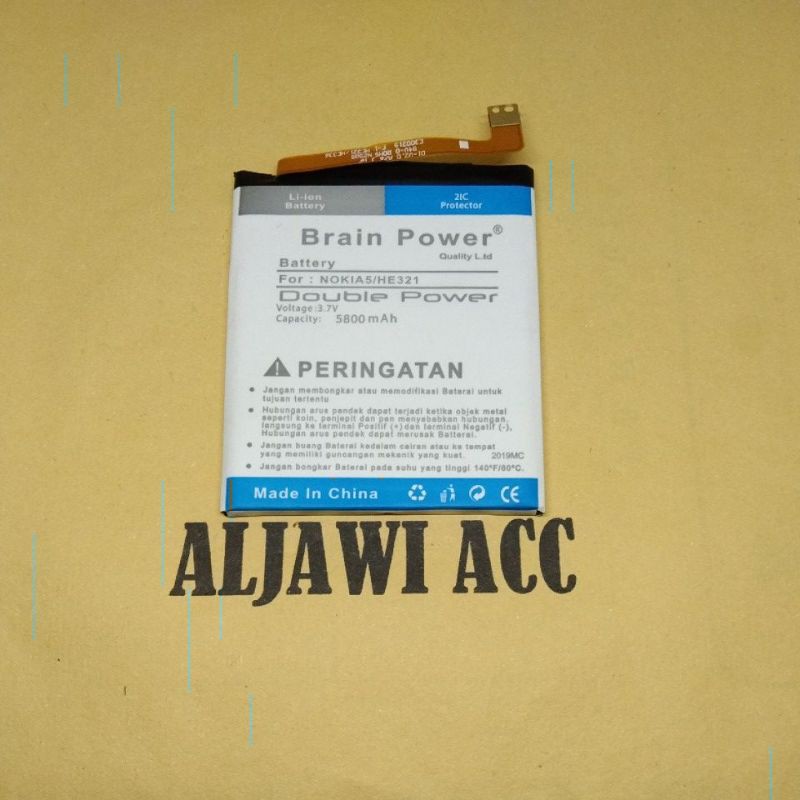 Li-ion
Battery
2IC
Protector
Brain Power®
Quality L.td
Battery
For : NOKIA5/HE321
Double Power
Voltage:3.7V
Capacity: 5800 mAh
PERINGATAN
Jangan membongkar atau memodifikasi Baterai untuk
tujuan tertentu
Hubungan arus pendek dapat terjadi ketika objek metal
seperti koin, penjepit dan pen menyababkan hubungan,
langsung ke terminal Positif (+) dan terminal Negatif (-),
Hubungan arus pendek dapat merusak Baterai.
Jangan buang Baterai kedalam cairan atau ke tempat
yang memiliki guncangan mekenik yang kuat.
2019MC
Jangan bongkar Baterai pada suhu yang tinggi 140°F/60°C.
Made In China
CE
ALJAWI ACC